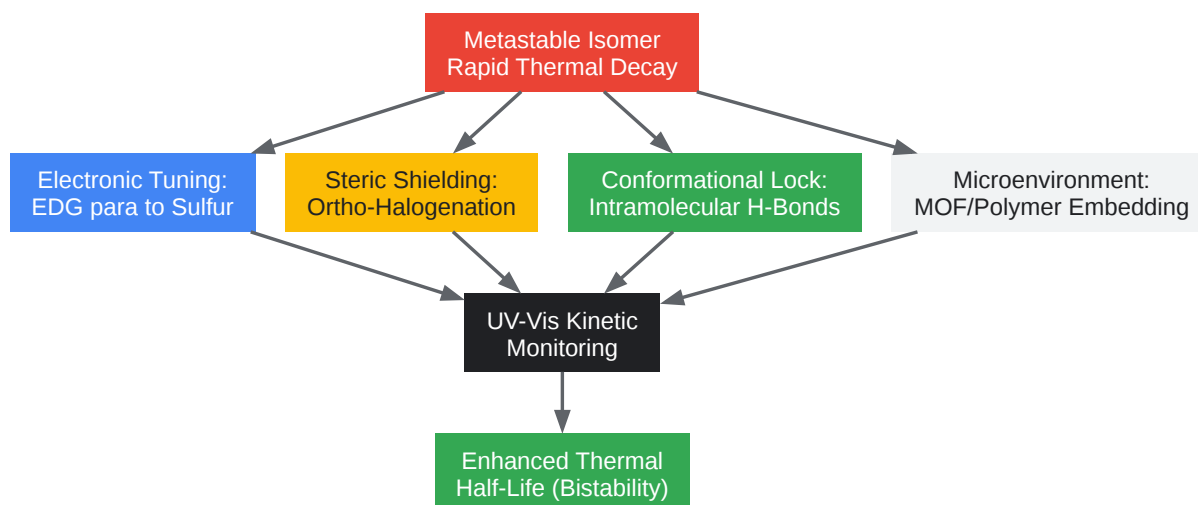 Metastable Isomer
Rapid Thermal Decay
Electronic Tuning:
EDG para to Sulfur
Steric Shielding:
Ortho-Halogenation
Conformational Lock:
Intramolecular H-Bonds
Microenvironment:
MOF/Polymer Embedding
UV-Vis Kinetic
Monitoring
Enhanced Thermal
Half-Life (Bistability)